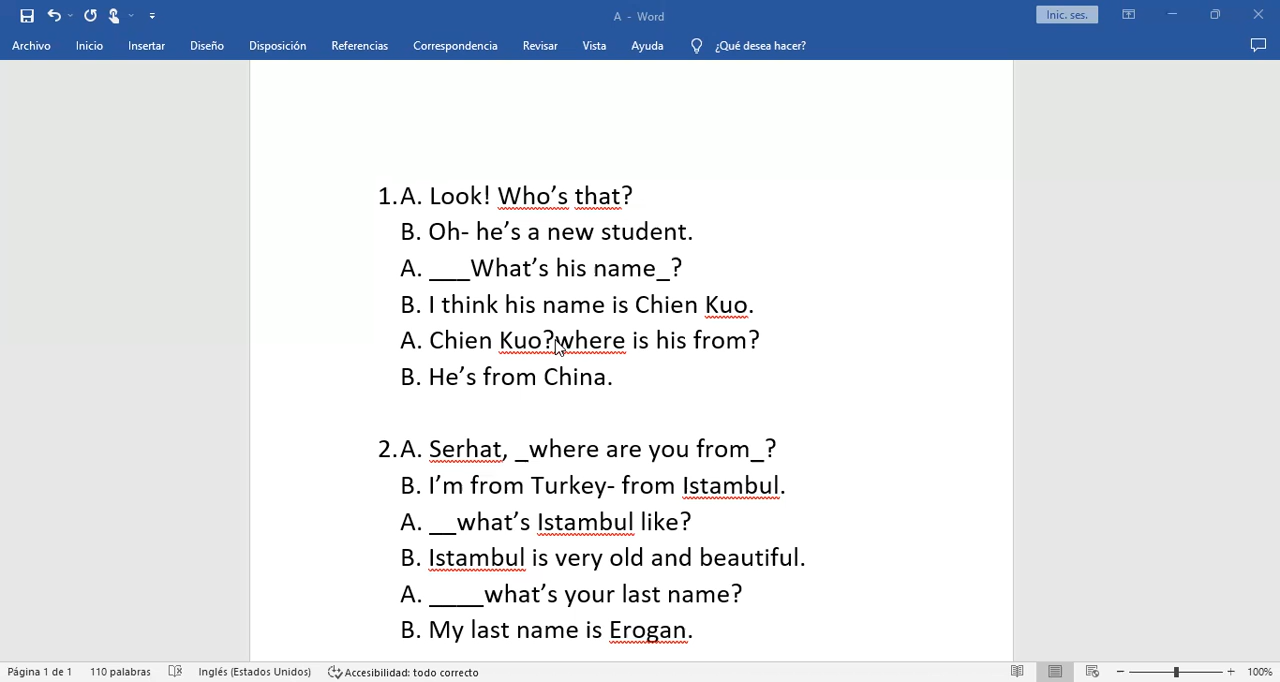 A - Word
Inic. ses.
Archivo Inicio Insertar Diseño Disposición Referencias Correspondencia Revisar Vista Ayuda ¿Qué desea hacer?
1.A. Look! Who’s that?
B. Oh- he’s a new student.
A. ___What’s his name_?
B. I think his name is Chien Kuo.
A. Chien Kuo?where is his from?
B. He’s from China.
2.A. Serhat, _where are you from_?
B. I’m from Turkey- from Istambul.
A. __what’s Istambul like?
B. Istambul is very old and beautiful.
A. ____what’s your last name?
B. My last name is Erogan.
Página 1 de 1 110 palabras Inglés (Estados Unidos) Accesibilidad: todo correcto 100%